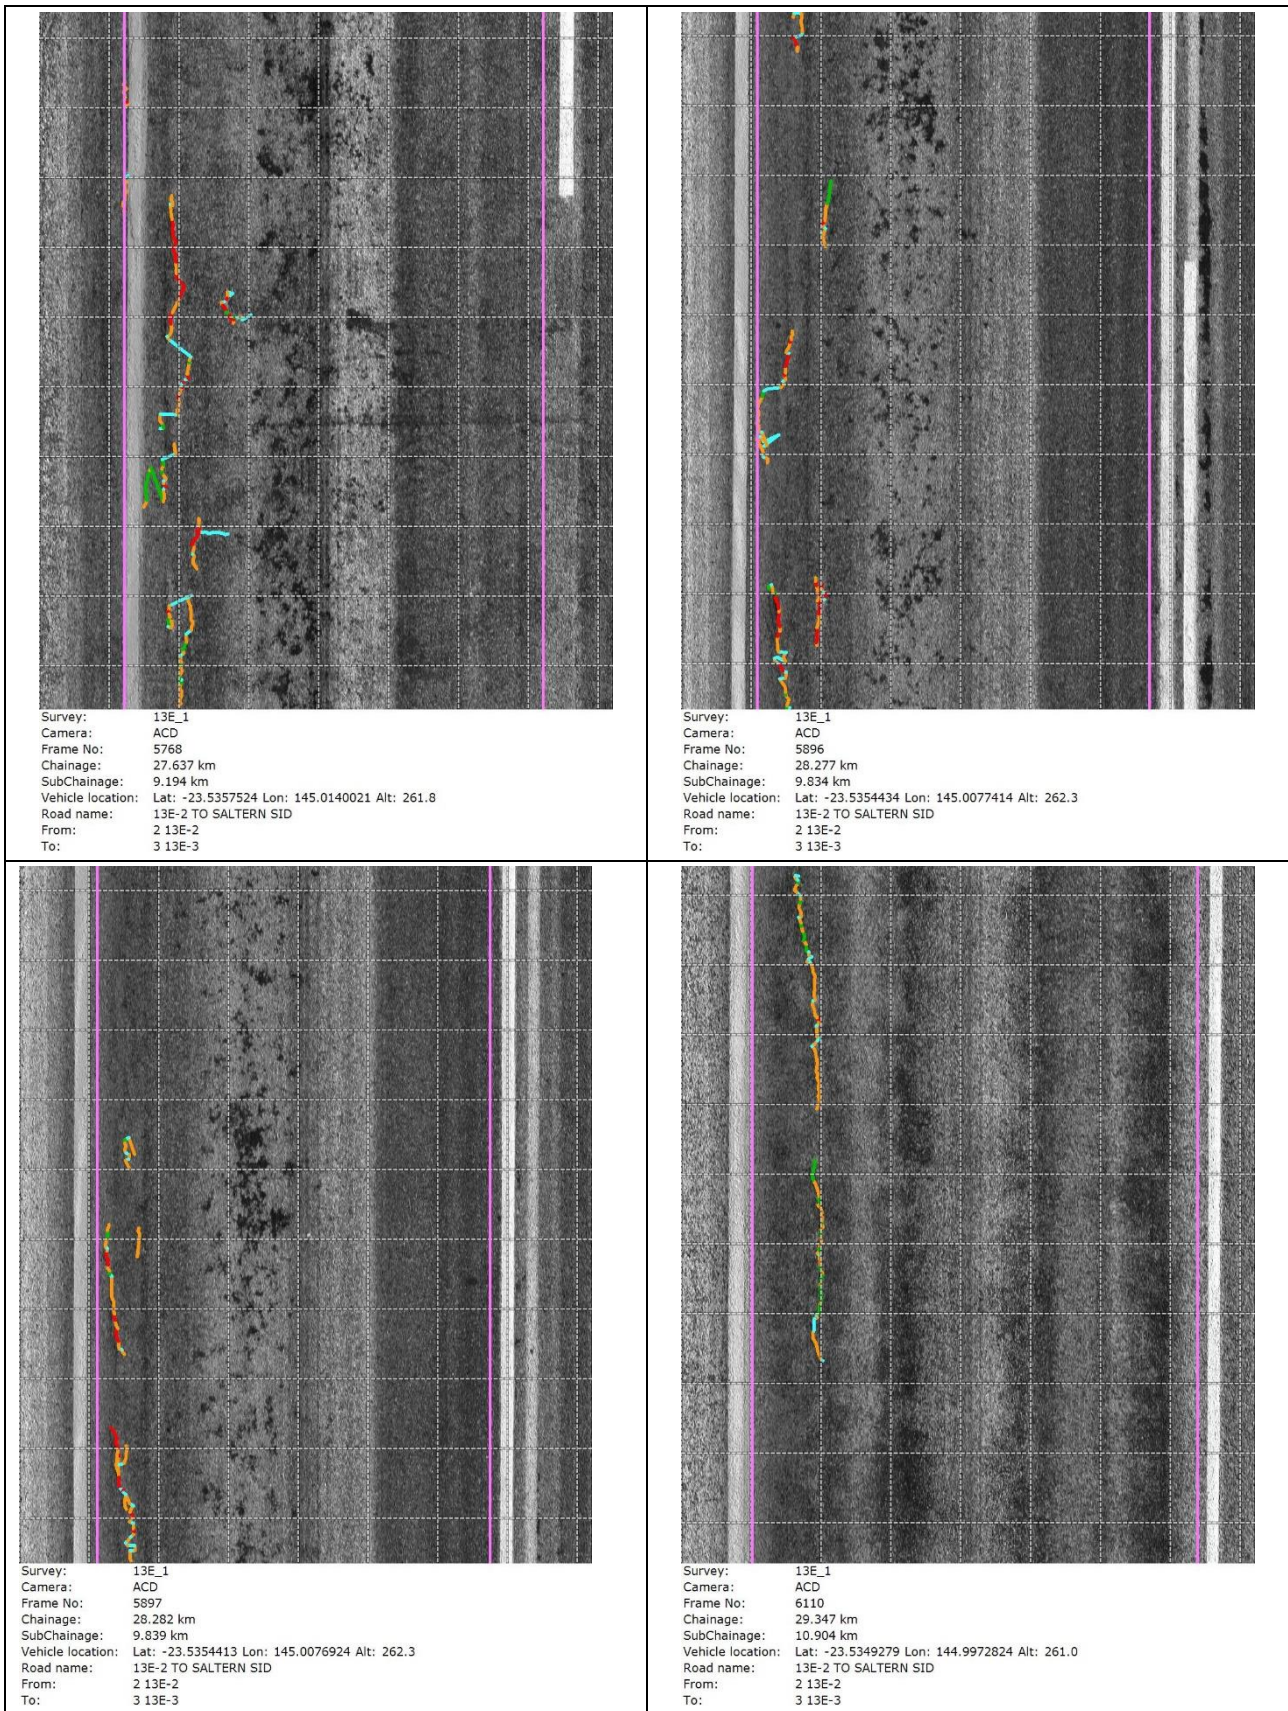 Survey: 13E_1
Camera: ACD
Frame No: 5768
Chainage: 27.637 km
SubChainage: 9.194 km
Vehicle location: Lat: -23.5357524 Lon: 145.0140021 Alt: 261.8
Road name: 13E-2 TO SALTERN SID
From: 2 13E-2
To: 3 13E-3
Survey: 13E_1
Camera: ACD
Frame No: 5896
Chainage: 28.277 km
SubChainage: 9.834 km
Vehicle location: Lat: -23.5354434 Lon: 145.0077414 Alt: 262.3
Road name: 13E-2 TO SALTERN SID
From: 2 13E-2
To: 3 13E-3
Survey: 13E_1
Camera: ACD
Frame No: 5897
Chainage: 28.282 km
SubChainage: 9.839 km
Vehicle location: Lat: -23.5354413 Lon: 145.0076924 Alt: 262.3
Road name: 13E-2 TO SALTERN SID
From: 2 13E-2
To: 3 13E-3
Survey: 13E_1
Camera: ACD
Frame No: 6110
Chainage: 29.347 km
SubChainage: 10.904 km
Vehicle location: Lat: -23.5349279 Lon: 144.9972824 Alt: 261.0
Road name: 13E-2 TO SALTERN SID
From: 2 13E-2
To: 3 13E-3